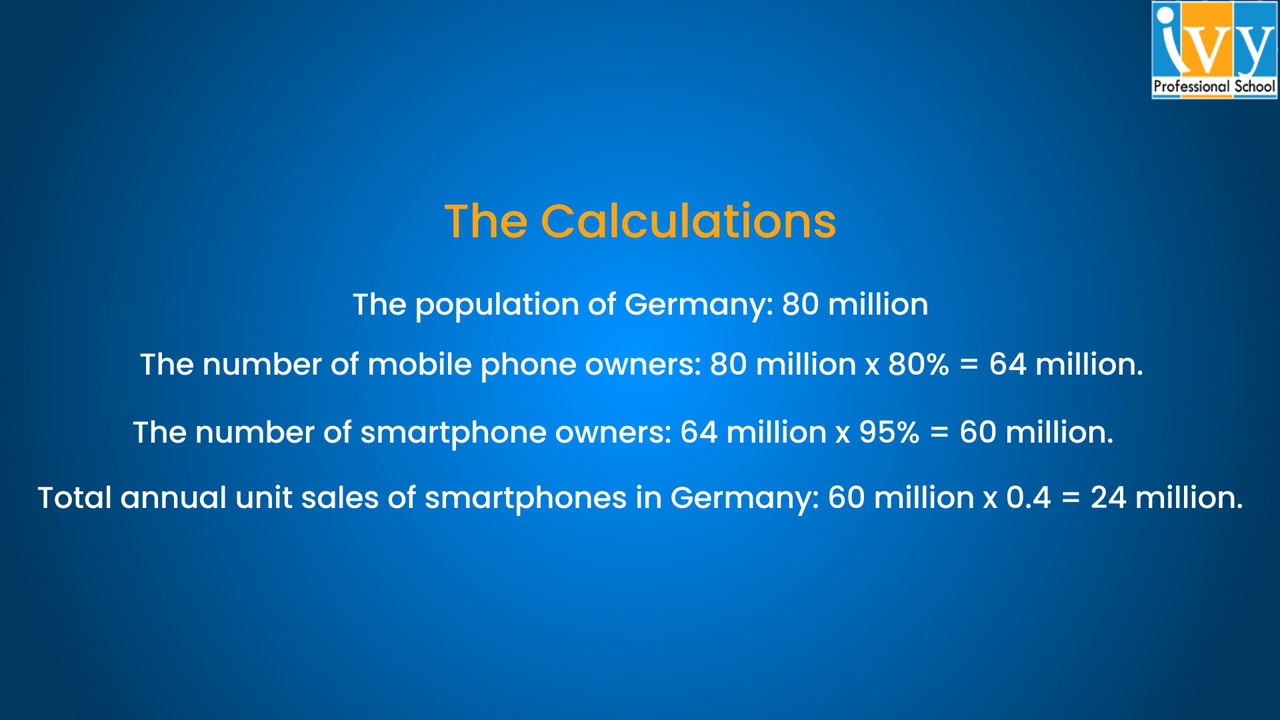 ivy
Professional School
The Calculations
The population of Germany: 80 million
The number of mobile phone owners: 80 million x 80% = 64 million.
The number of smartphone owners: 64 million x 95% = 60 million.
Total annual unit sales of smartphones in Germany: 60 million x 0.4 = 24 million.